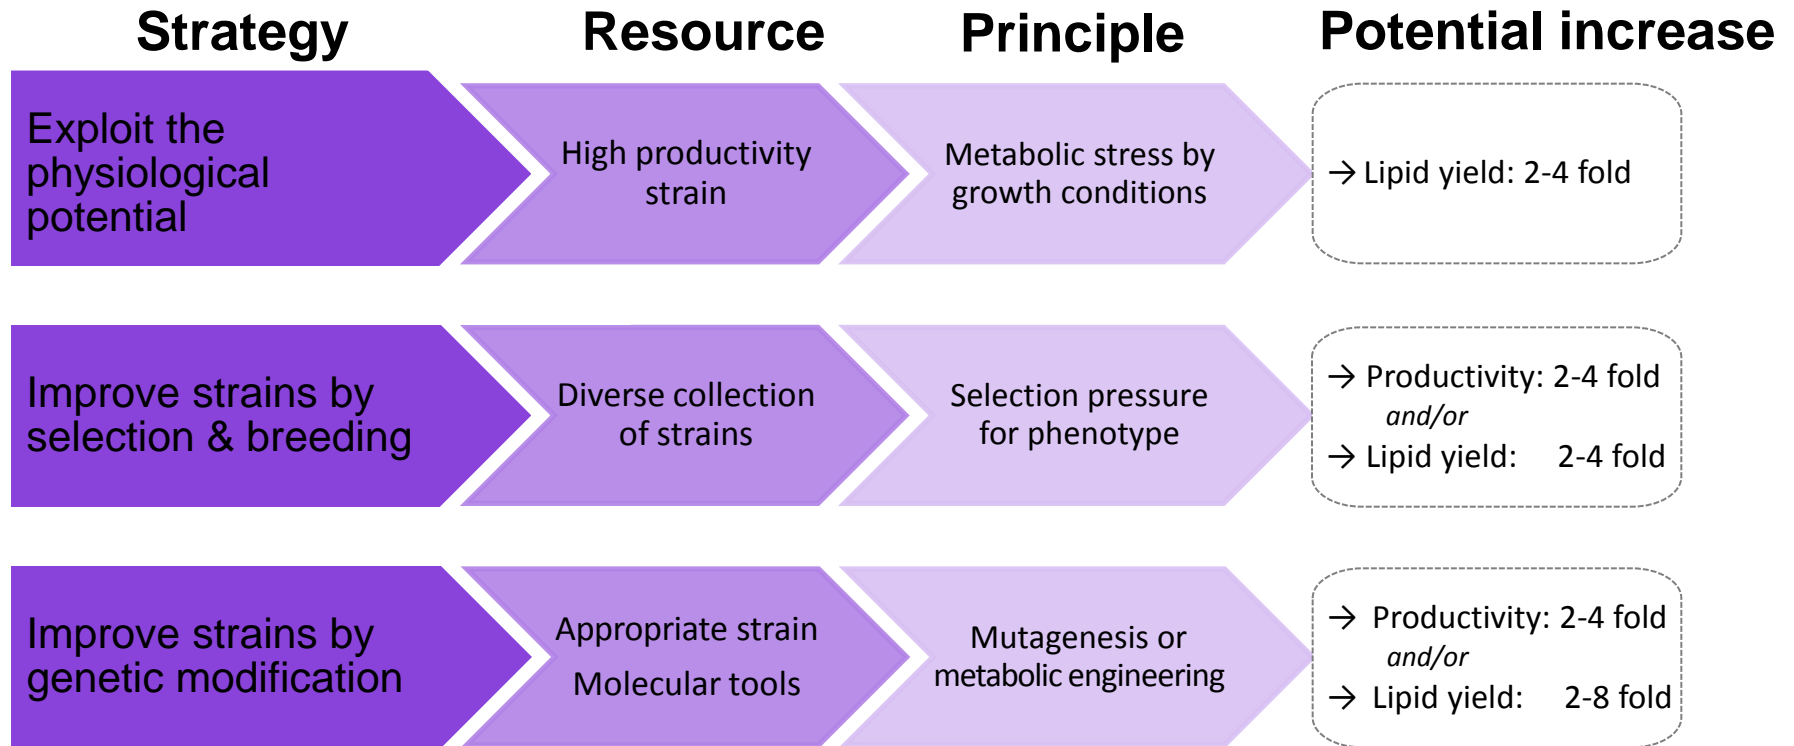 Strategy Resource Principle Potential increase
Exploit the
physiological
potential
High productivity
strain
Metabolic stress by
growth conditions
→ Lipid yield: 2-4 fold
Improve strains by
selection & breeding
Diverse collection
of strains
Selection pressure
for phenotype
→ Productivity: 2-4 fold
and/or
→ Lipid yield: 2-4 fold
Improve strains by
genetic modification
Appropriate strain
Molecular tools
Mutagenesis or
metabolic engineering
→ Productivity: 2-4 fold
and/or
→ Lipid yield: 2-8 fold